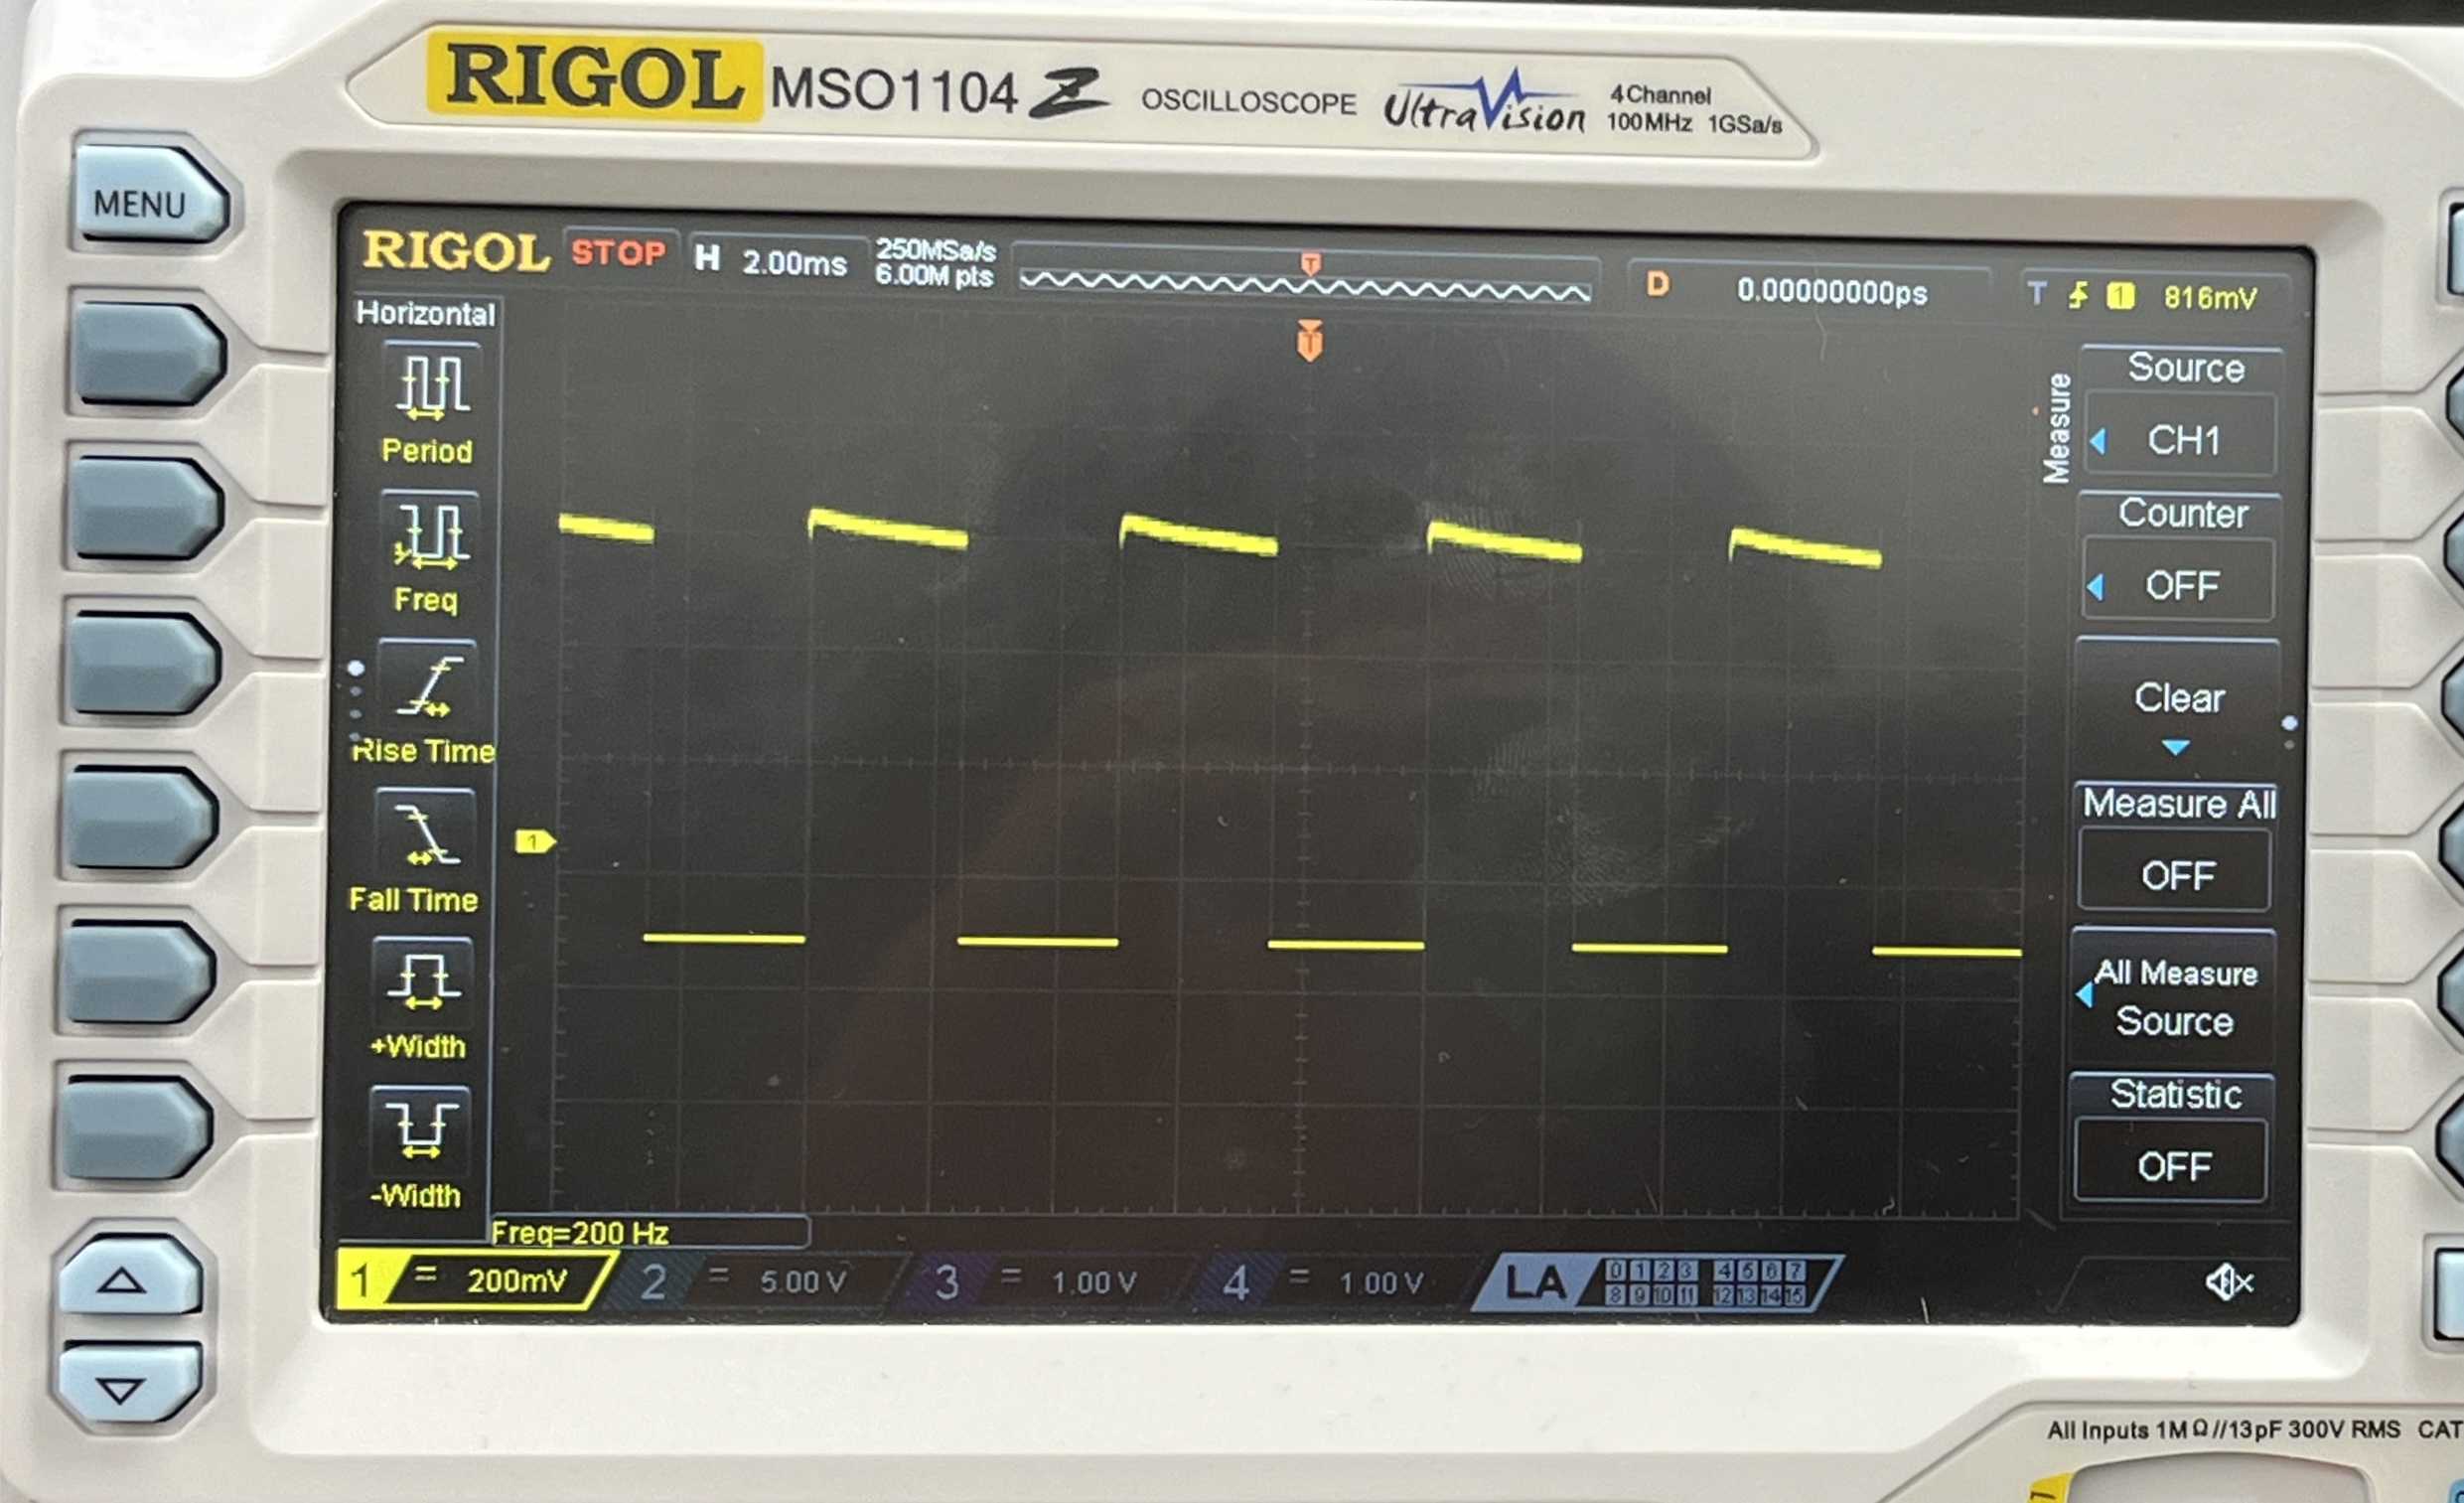 RIGOL MSO1104Z OSCILLOSCOPE UltraVision 4 Channel
100MHz 1GSa/s
MENU
RIGOL STOP H 2.00ms 250MSa/s
6.00M pts
T
D 0.00000000ps
T 1 816mV
Horizontal
Period
Freq
Rise Time
Fall Time
+Width
-Width
T
1
Measure
Source
CH1
Counter
OFF
Clear
Measure All
OFF
All Measure
Source
Statistic
OFF
Freq=200 Hz
1 = 200mV 2 = 5.00 V 3 = 1.00 V 4 = 1.00 V LA
0 1 2 3 4 5 6 7
8 9 10 11 12 13 14 15
All Inputs 1MΩ//13pF 300V RMS CAT